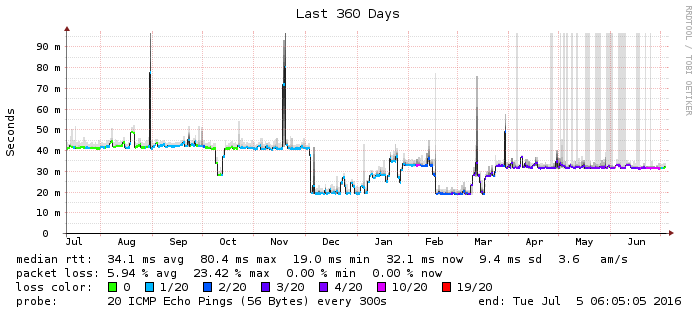 Last 360 Days
RRDTOOL / TOBI OETIKER
Seconds
90 m
80 m
70 m
60 m
50 m
40 m
30 m
20 m
10 m
0
Jul Aug Sep Oct Nov Dec Jan Feb Mar Apr May Jun
median rtt: 34.1 ms avg 80.4 ms max 19.0 ms min 32.1 ms now 9.4 ms sd 3.6 am/s
packet loss: 5.94 % avg 23.42 % max 0.00 % min 0.00 % now
loss color: 0 1/20 2/20 3/20 4/20 10/20 19/20
probe: 20 ICMP Echo Pings (56 Bytes) every 300s end: Tue Jul 5 06:05:05 2016